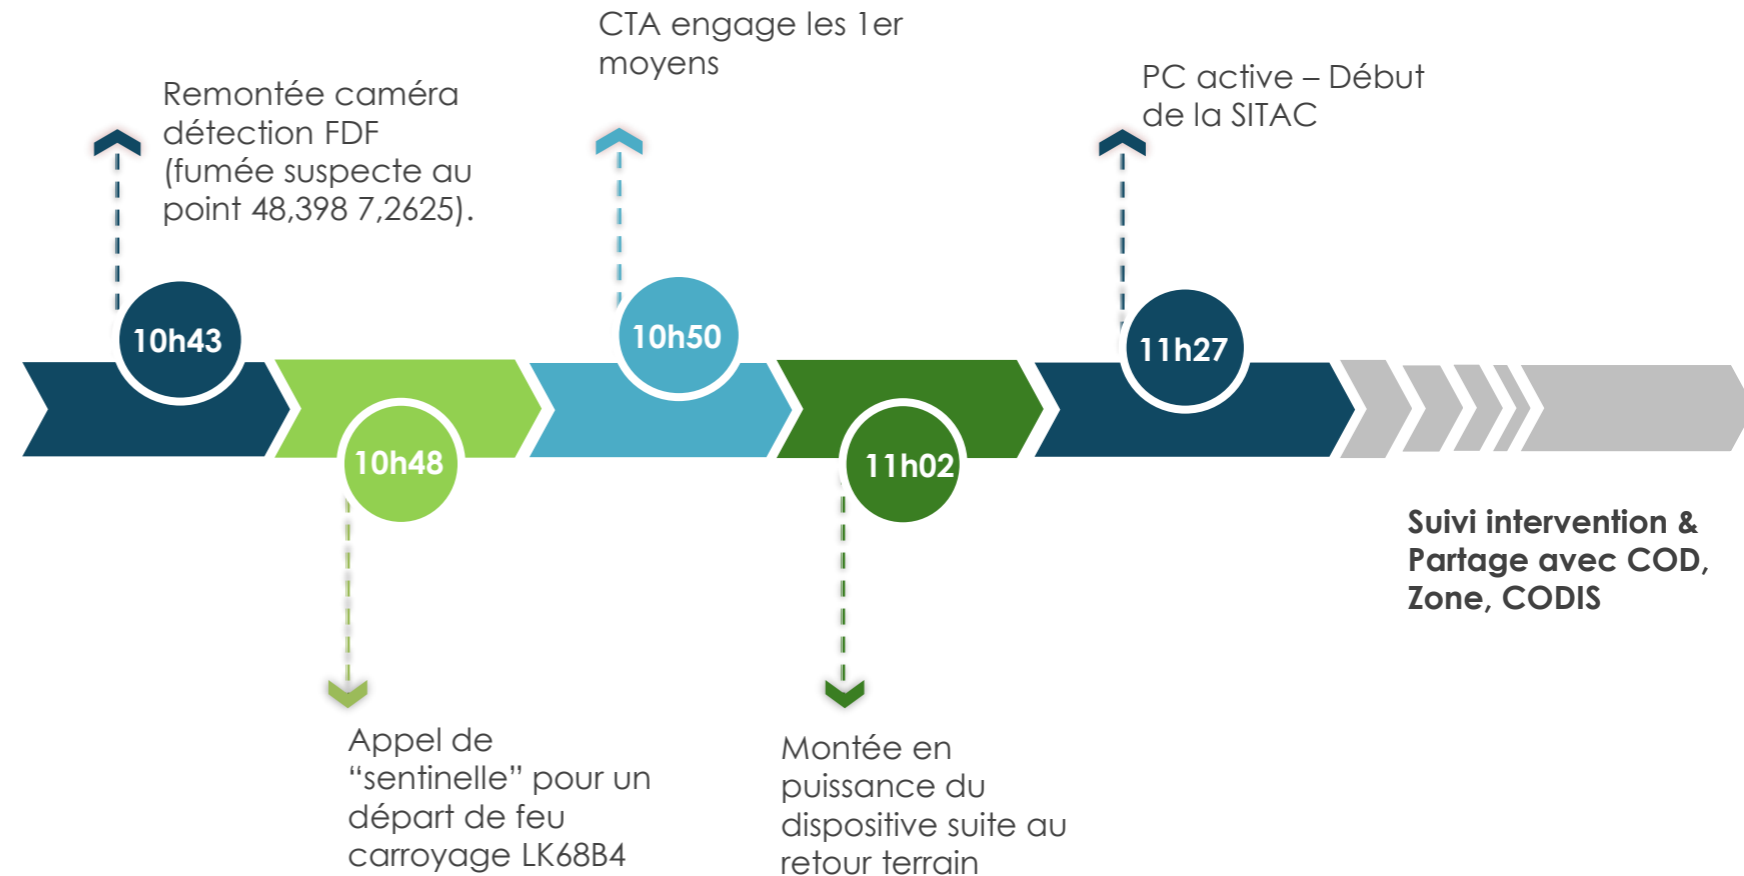 CTA engage les 1er
moyens
Remontée caméra
détection FDF
(fumée suspecte au
point 48,398 7,2625).
PC active – Début
de la SITAC
10h43
10h50
11h27
10h48
11h02
Suivi intervention &
Partage avec COD,
Zone, CODIS
Appel de
“sentinelle” pour un
départ de feu
carroyage LK68B4
Montée en
puissance du
dispositive suite au
retour terrain